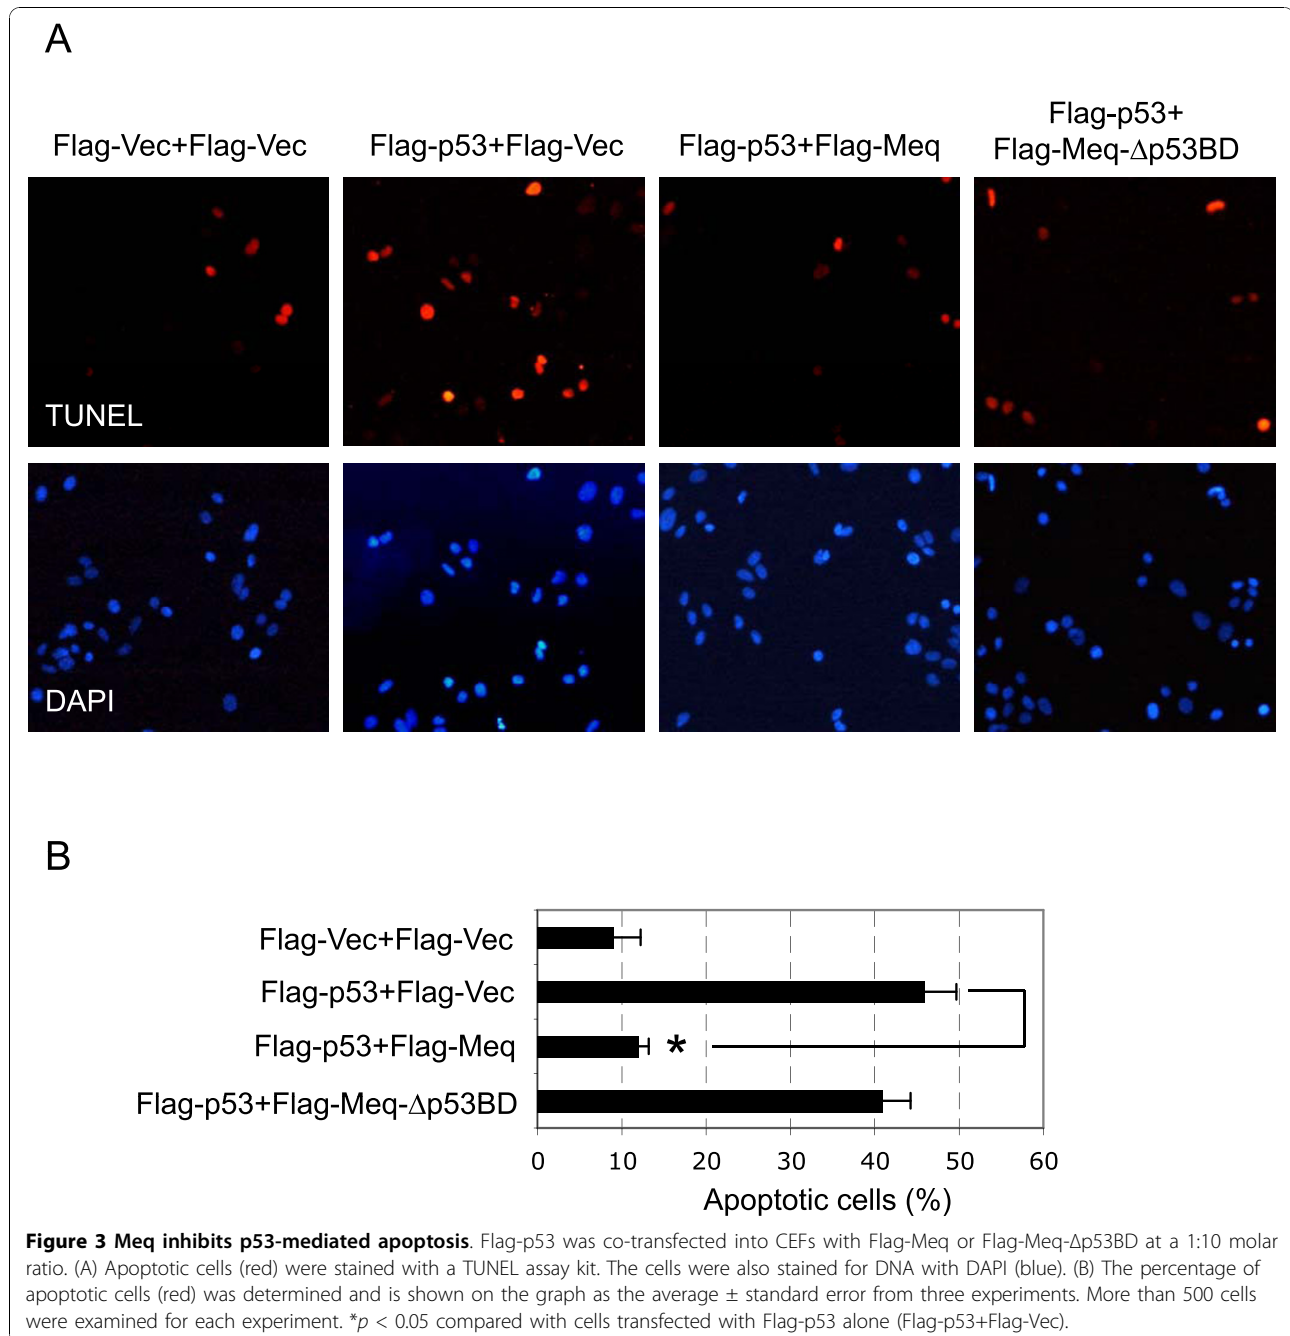 A
Flag-Vec+Flag-Vec
Flag-p53+Flag-Vec
Flag-p53+Flag-Meq
Flag-p53+
Flag-Meq-Δp53BD
TUNEL
DAPI
B
Flag-Vec+Flag-Vec
Flag-p53+Flag-Vec
Flag-p53+Flag-Meq
*
Flag-p53+Flag-Meq-Δp53BD
0 10 20 30 40 50 60
Apoptotic cells (%)
Figure 3 Meq inhibits p53-mediated apoptosis. Flag-p53 was co-transfected into CEFs with Flag-Meq or Flag-Meq-Δp53BD at a 1:10 molar
ratio. (A) Apoptotic cells (red) were stained with a TUNEL assay kit. The cells were also stained for DNA with DAPI (blue). (B) The percentage of
apoptotic cells (red) was determined and is shown on the graph as the average ± standard error from three experiments. More than 500 cells
were examined for each experiment. *p < 0.05 compared with cells transfected with Flag-p53 alone (Flag-p53+Flag-Vec).